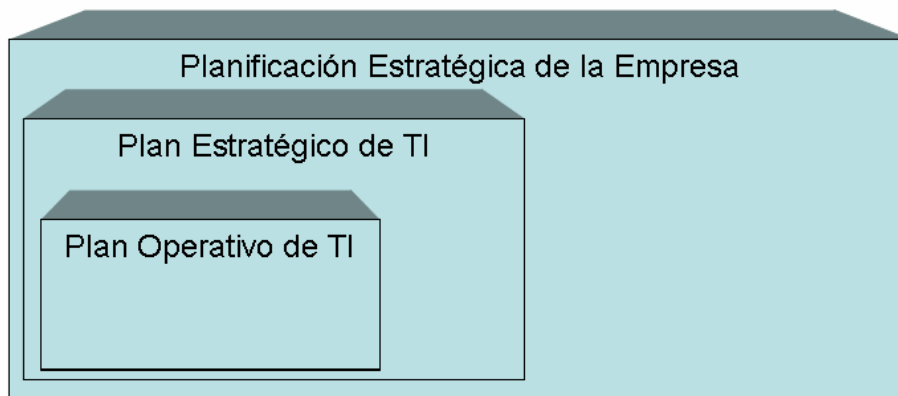 Planificación Estratégica de la Empresa
Plan Estratégico de TI
Plan Operativo de TI